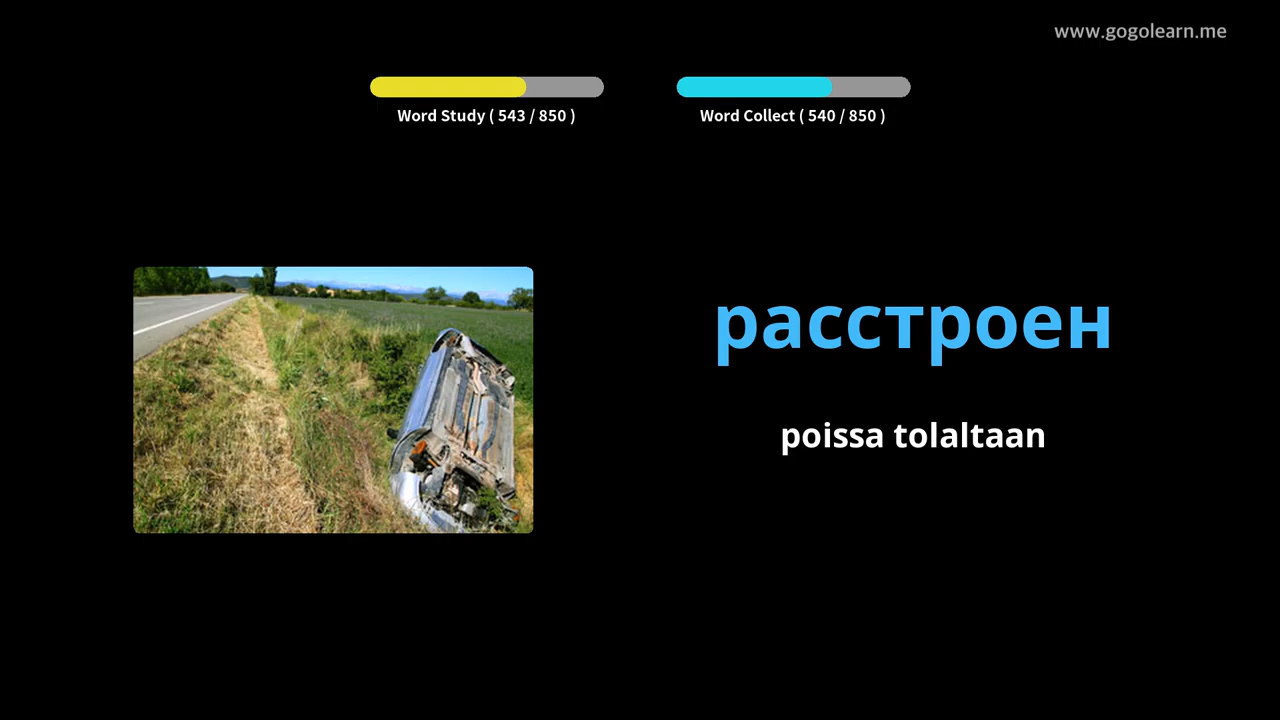 www.gogolearn.me
Word Study ( 543 / 850 )
Word Collect ( 540 / 850 )
расстроен
poissa tolaltaan